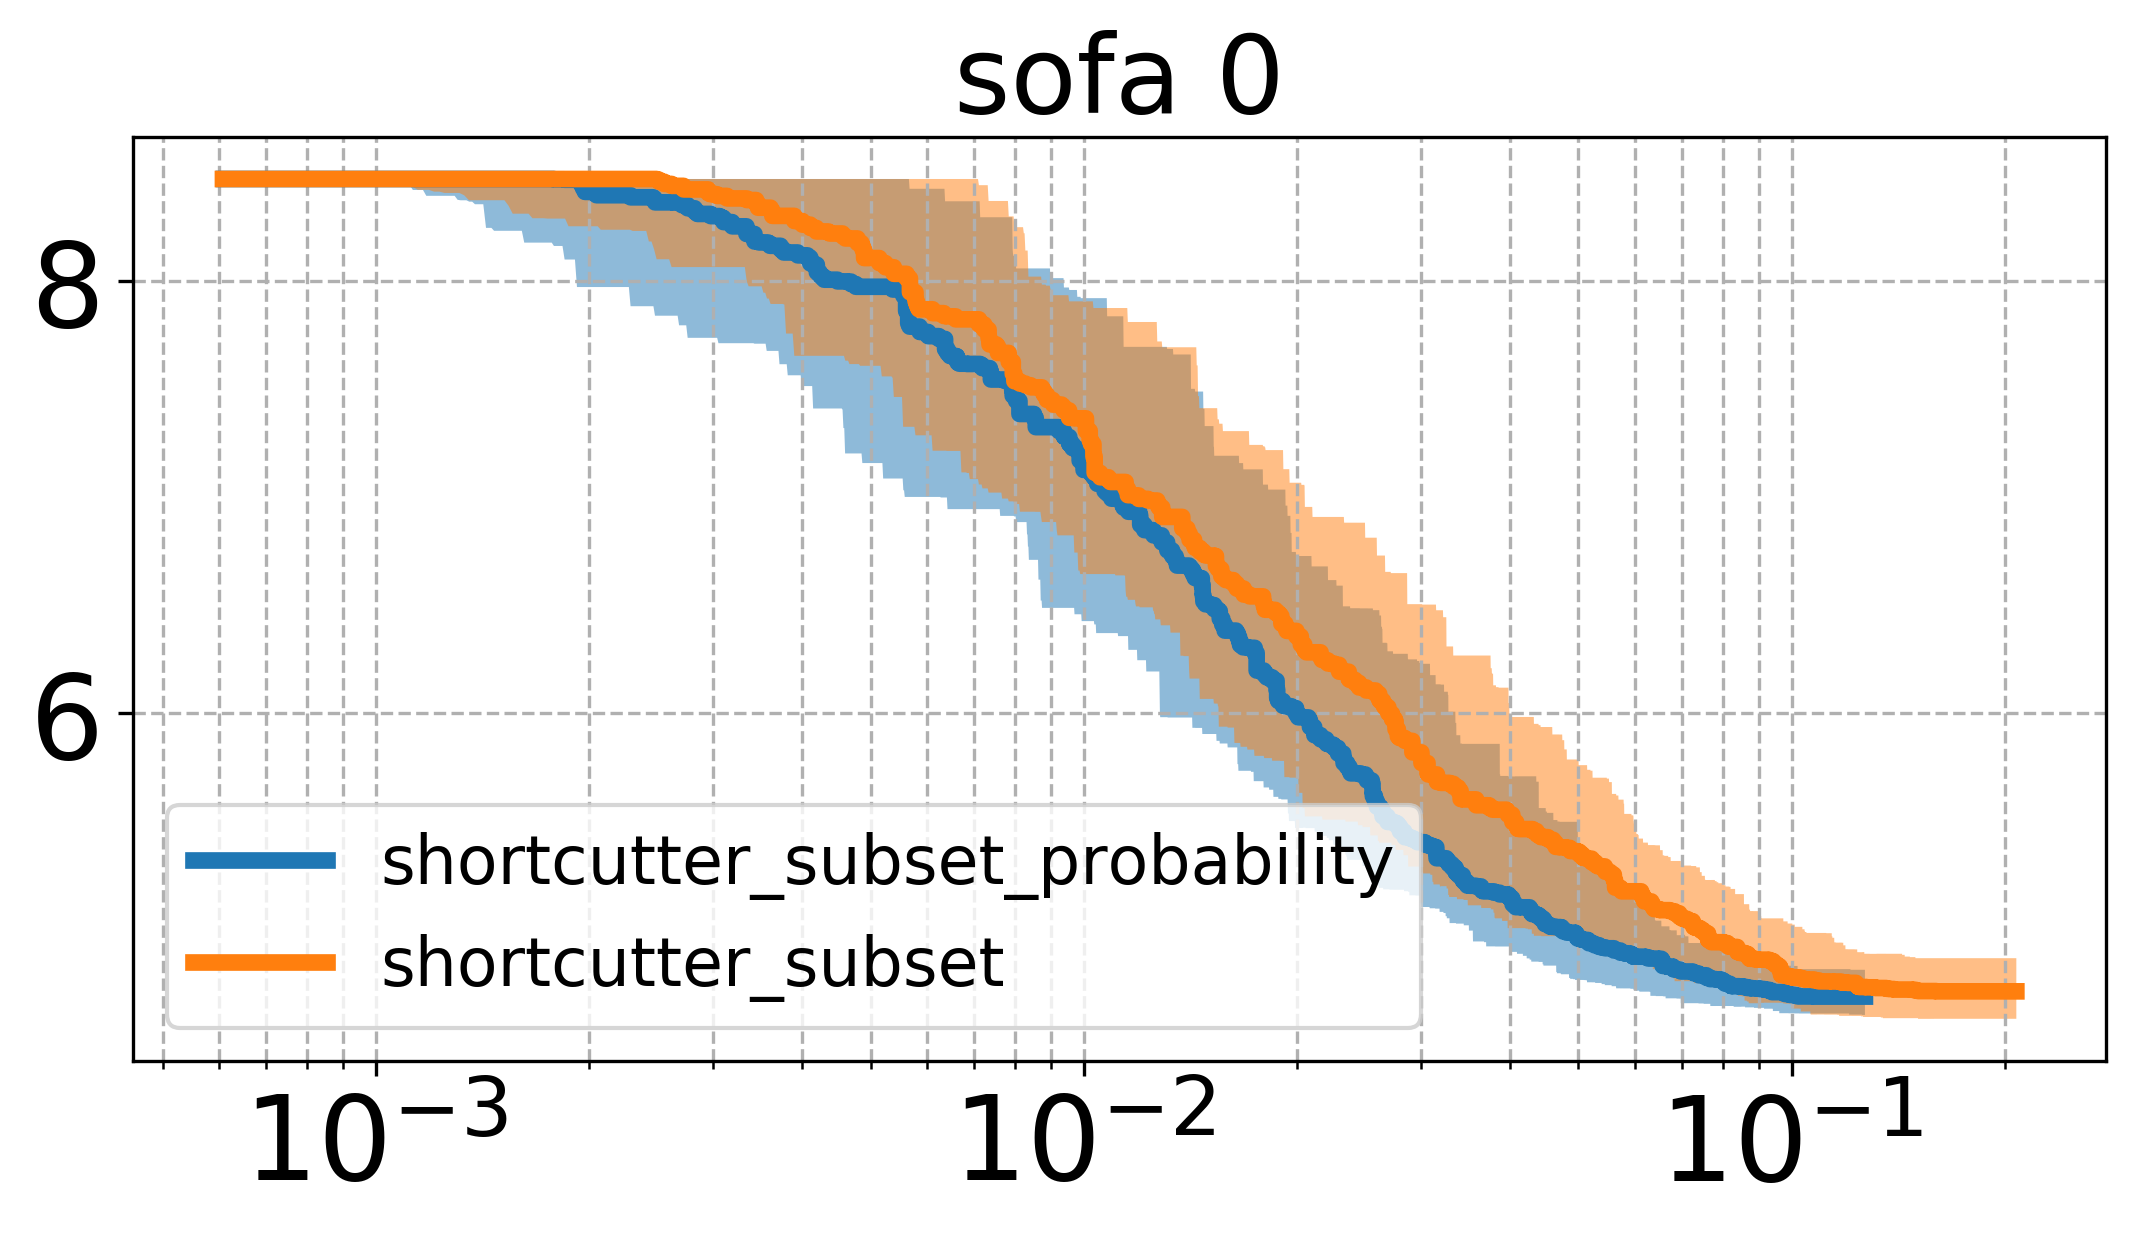 sofa 0
8
6
shortcutter_subset_probability
shortcutter_subset
10⁻³ 10⁻² 10⁻¹